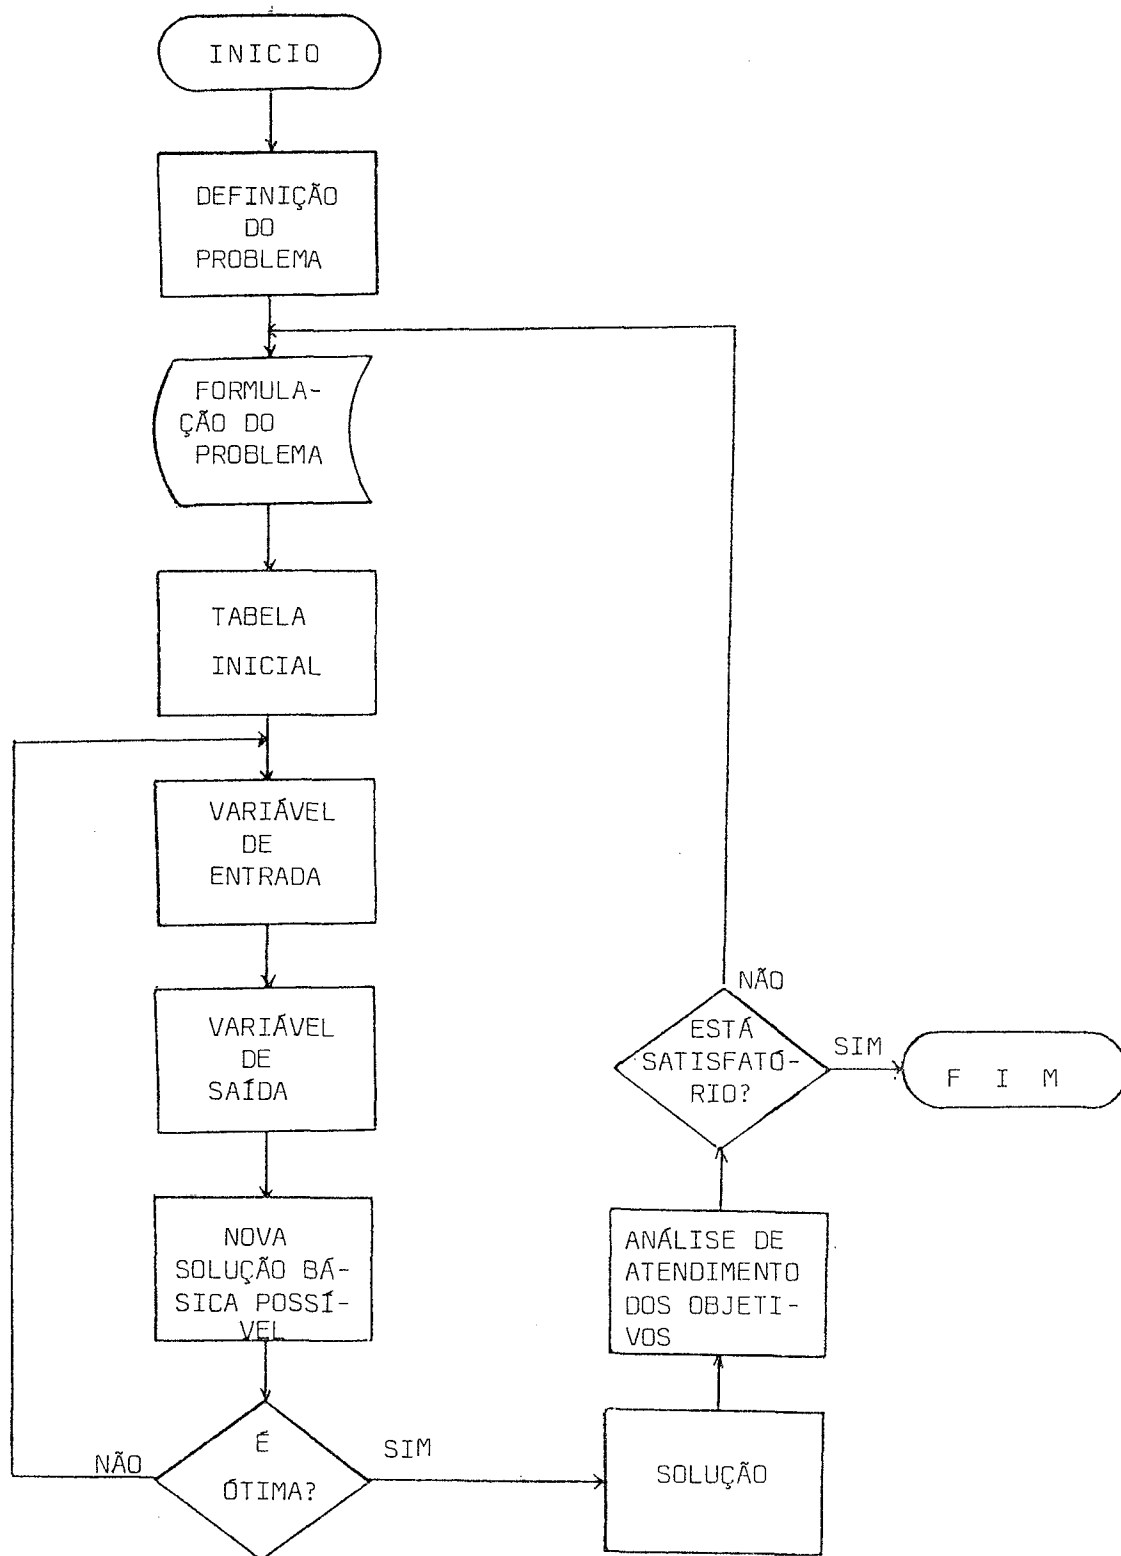 INICIO
DEFINIÇÃO
DO
PROBLEMA
FORMULA-
ÇÃO DO
PROBLEMA
TABELA
INICIAL
VARIÁVEL
DE
ENTRADA
VARIÁVEL
DE
SAÍDA
NOVA
SOLUÇÃO BÁ-
SICA POSSÍ-
VEL
É
ÓTIMA?
NÃO
SIM
SOLUÇÃO
ANÁLISE DE
ATENDIMENTO
DOS OBJETI-
VOS
ESTÁ
SATISFATÓ-
RIO?
NÃO
SIM
F I M